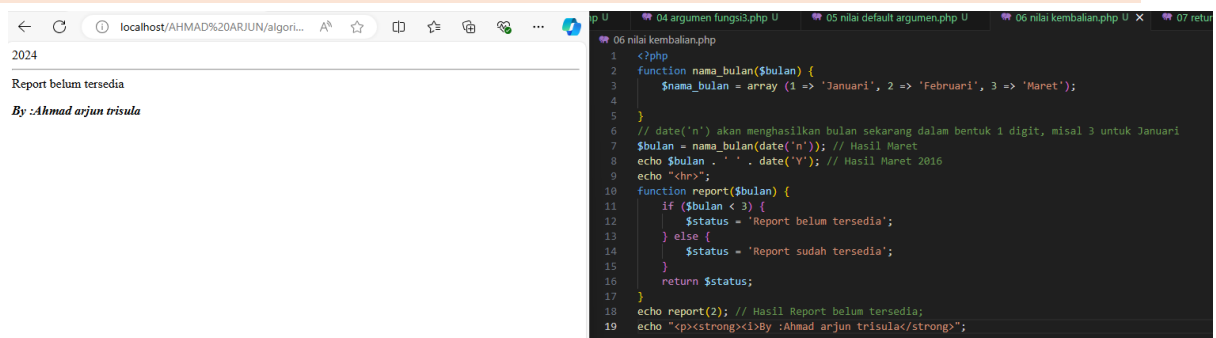 localhost/AHMAD%20ARJUN/algori...
2024
Report belum tersedia
By :Ahmad arjun trisula
U 04 argumen fungsi3.php U 05 nilai default argumen.php U 06 nilai kembalian.php U X 07 retur
06 nilai kembalian.php
1 <?php
2 function nama_bulan($bulan) {
3 $nama_bulan = array (1 => 'Januari', 2 => 'Februari', 3 => 'Maret');
4
5 }
6 // date('n') akan menghasilkan bulan sekarang dalam bentuk 1 digit, misal 3 untuk Januari
7 $bulan = nama_bulan(date('n')); // Hasil Maret
8 echo $bulan . ' ' . date('Y'); // Hasil Maret 2016
9 echo "<hr>";
10 function report($bulan) {
11 if ($bulan < 3) {
12 $status = 'Report belum tersedia';
13 } else {
14 $status = 'Report sudah tersedia';
15 }
16 return $status;
17 }
18 echo report(2); // Hasil Report belum tersedia;
19 echo "<p><strong><i>By :Ahmad arjun trisula</strong>";